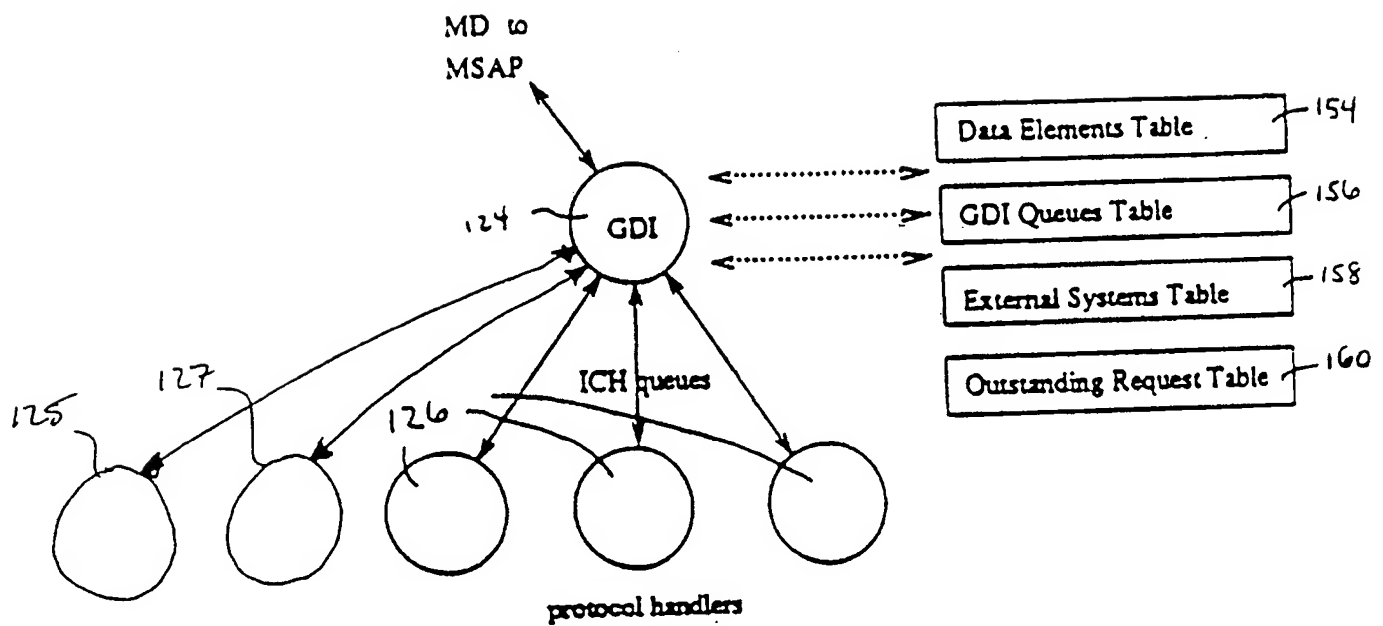 MD to
MSAP
Data Elements Table
154
124
GDI
GDI Queues Table
156
External Systems Table
158
ICH queues
Outstanding Request Table
160
125
127
126
protocol handlers